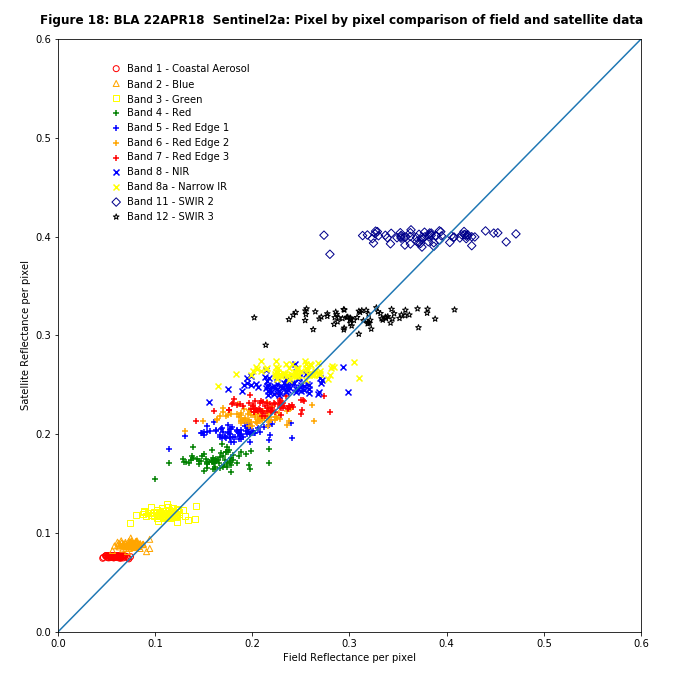 Figure 18: BLA 22APR18  Sentinel2a: Pixel by pixel comparison of field and satellite data
0.6
Band 1 - Coastal Aerosol
Band 2 - Blue
Band 3 - Green
Band 4 - Red
Band 5 - Red Edge 1
Band 6 - Red Edge 2
Band 7 - Red Edge 3
Band 8 - NIR
Band 8a - Narrow IR
Band 11 - SWIR 2
Band 12 - SWIR 3
0.5
0.4
0.3
0.2
0.1
0.0
Satellite Reflectance per pixel
0.0 0.1 0.2 0.3 0.4 0.5 0.6
Field Reflectance per pixel